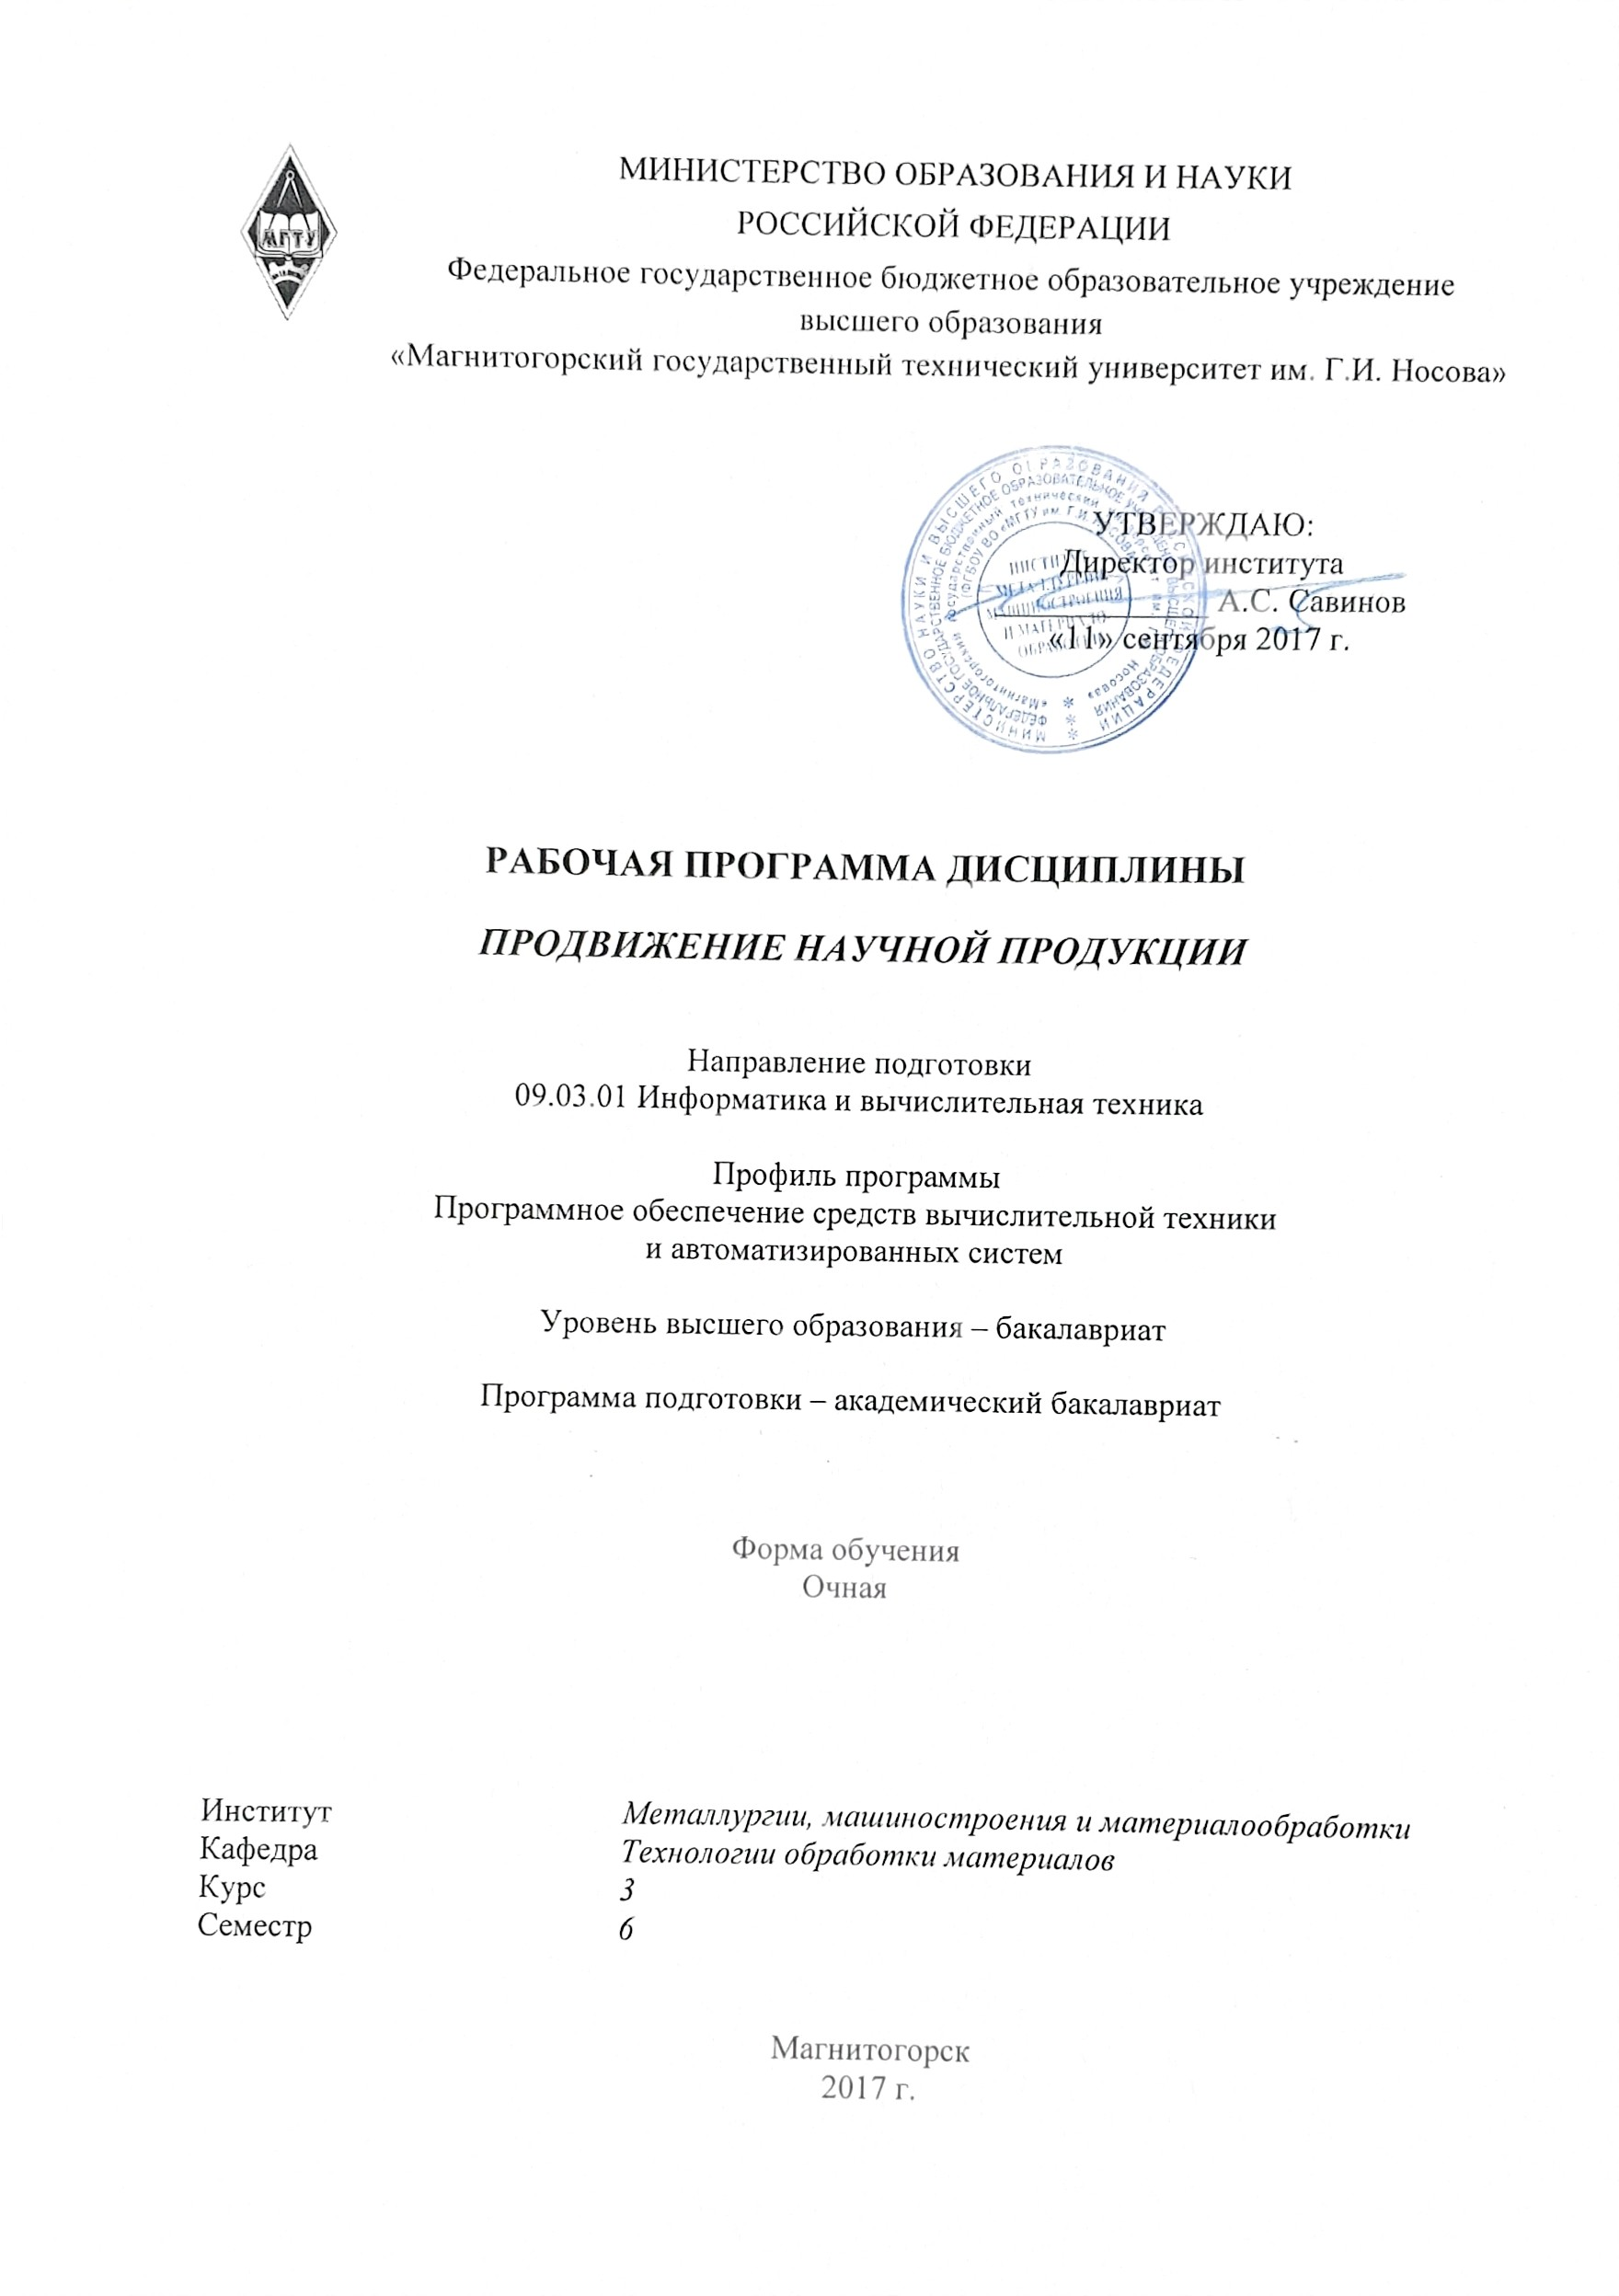 МИНИСТЕРСТВО ОБРАЗОВАНИЯ И НАУКИ
РОССИЙСКОЙ ФЕДЕРАЦИИ
Федеральное государственное бюджетное образовательное учреждение
высшего образования
«Магнитогорский государственный технический университет им. Г.И. Носова»
МГТУ
УТВЕРЖДАЮ:
Директор института
А.С. Савинов
«11» сентября 2017 г.
РАБОЧАЯ ПРОГРАММА ДИСЦИПЛИНЫ
ПРОДВИЖЕНИЕ НАУЧНОЙ ПРОДУКЦИИ
Направление подготовки
09.03.01 Информатика и вычислительная техника
Профиль программы
Программное обеспечение средств вычислительной техники
и автоматизированных систем
Уровень высшего образования – бакалавриат
Программа подготовки – академический бакалавриат
Форма обучения
Очная
Институт Металлургии, машиностроения и материалообработки
Кафедра Технологии обработки материалов
Курс 3
Семестр 6
Магнитогорск
2017 г.